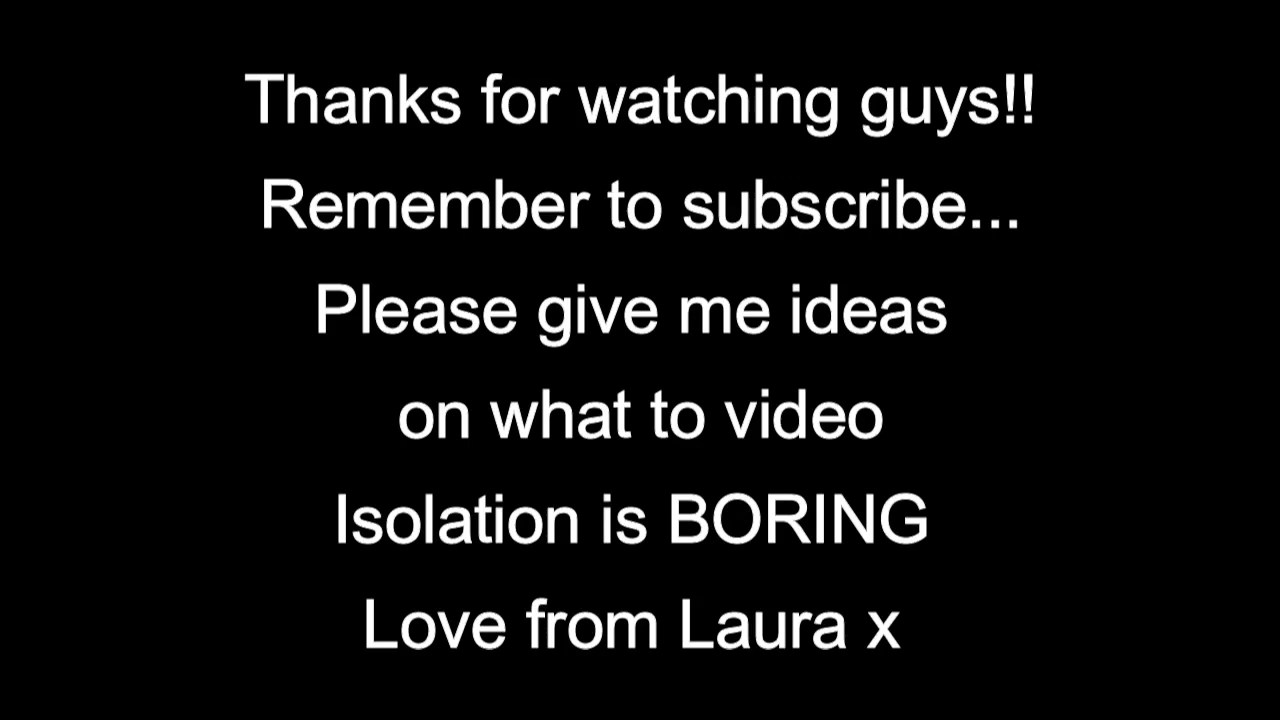 Thanks for watching guys!!
Remember to subscribe...
Please give me ideas
on what to video
Isolation is BORING
Love from Laura x